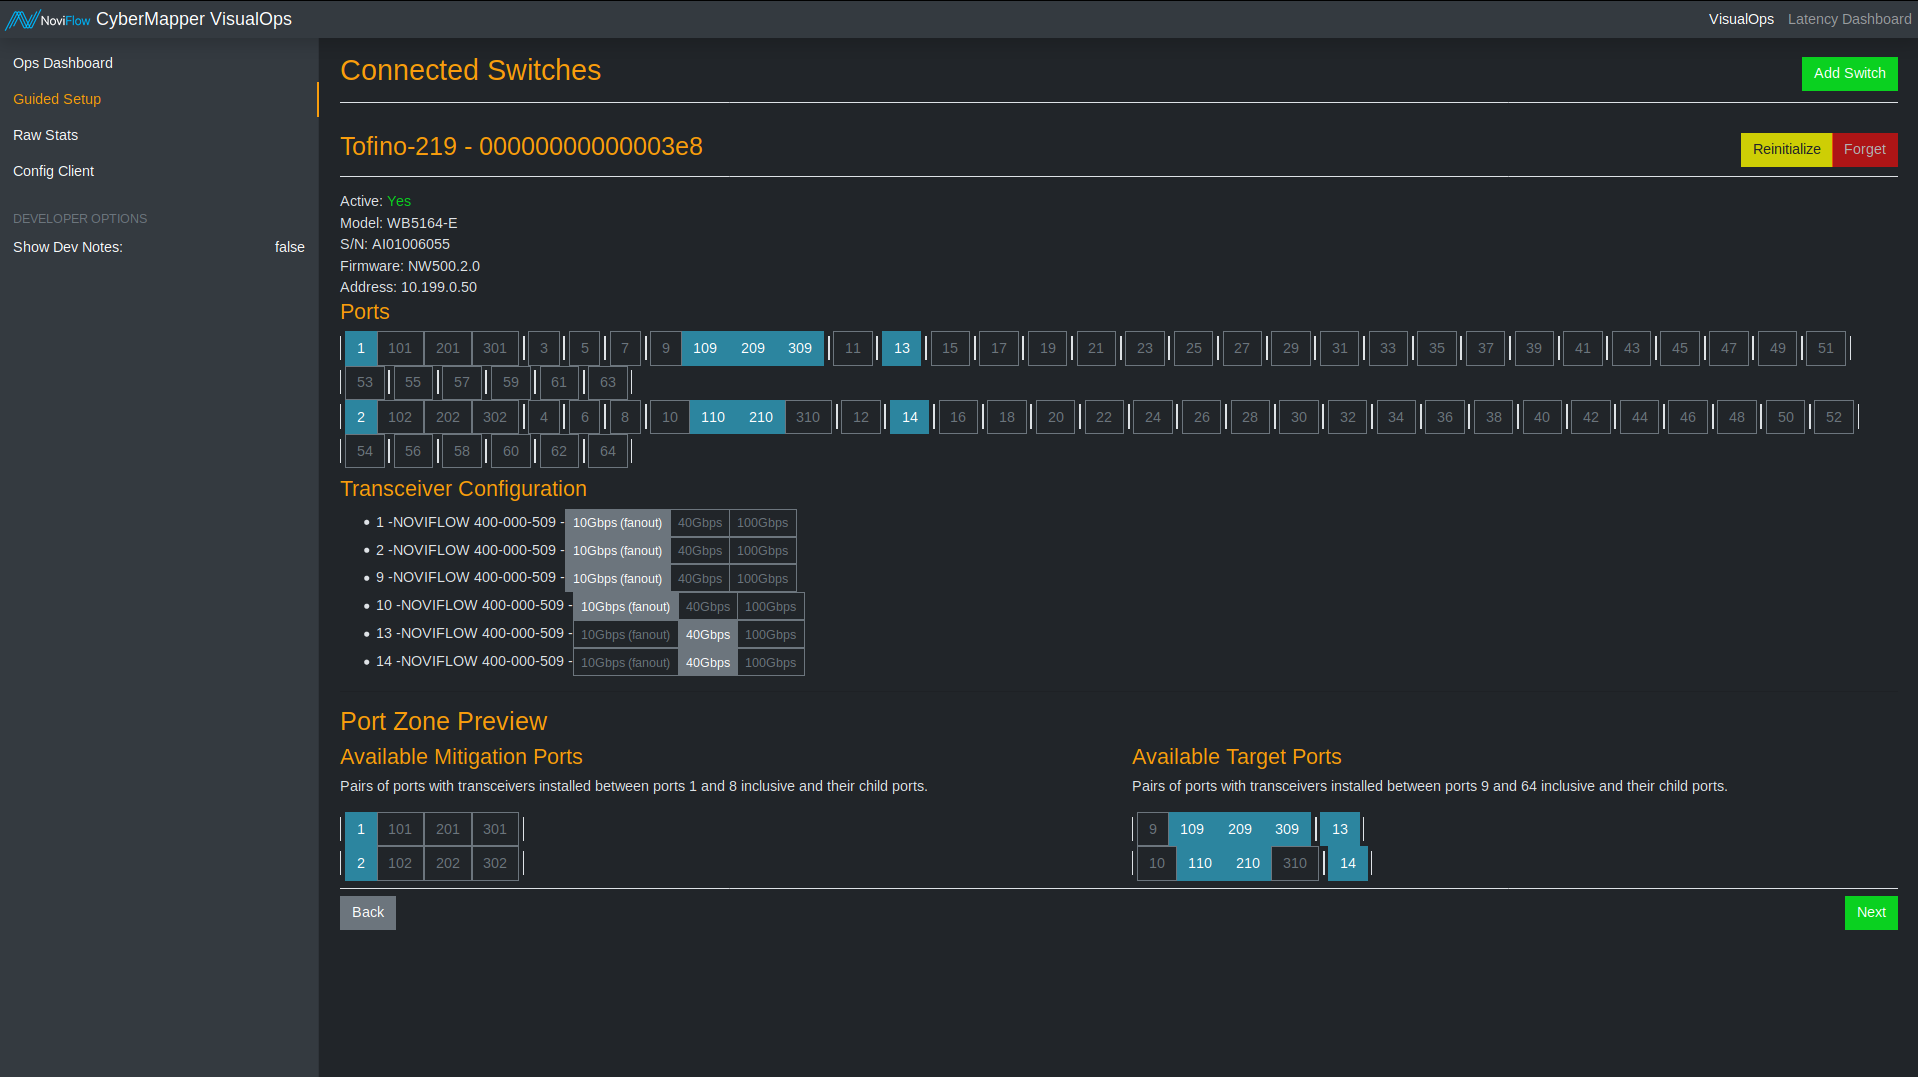 NoviFlow CyberMapper VisualOps
VisualOps Latency Dashboard
Ops Dashboard
Guided Setup
Raw Stats
Config Client
DEVELOPER OPTIONS
Show Dev Notes: false
Connected Switches
Add Switch
Tofino-219 - 00000000000003e8
Reinitialize Forget
Active: Yes
Model: WB5164-E
S/N: AI01006055
Firmware: NW500.2.0
Address: 10.199.0.50
Ports
1 101 201 301 3 5 7 9 109 209 309 11 13 15 17 19 21 23 25 27 29 31 33 35 37 39 41 43 45 47 49 51
53 55 57 59 61 63
2 102 202 302 4 6 8 10 110 210 310 12 14 16 18 20 22 24 26 28 30 32 34 36 38 40 42 44 46 48 50 52
54 56 58 60 62 64
Transceiver Configuration
• 1 -NOVIFLOW 400-000-509 - 10Gbps (fanout) 40Gbps 100Gbps
• 2 -NOVIFLOW 400-000-509 - 10Gbps (fanout) 40Gbps 100Gbps
• 9 -NOVIFLOW 400-000-509 - 10Gbps (fanout) 40Gbps 100Gbps
• 10 -NOVIFLOW 400-000-509 - 10Gbps (fanout) 40Gbps 100Gbps
• 13 -NOVIFLOW 400-000-509 - 10Gbps (fanout) 40Gbps 100Gbps
• 14 -NOVIFLOW 400-000-509 - 10Gbps (fanout) 40Gbps 100Gbps
Port Zone Preview
Available Mitigation Ports
Pairs of ports with transceivers installed between ports 1 and 8 inclusive and their child ports.
1 101 201 301
2 102 202 302
Available Target Ports
Pairs of ports with transceivers installed between ports 9 and 64 inclusive and their child ports.
9 109 209 309 13
10 110 210 310 14
Back
Next